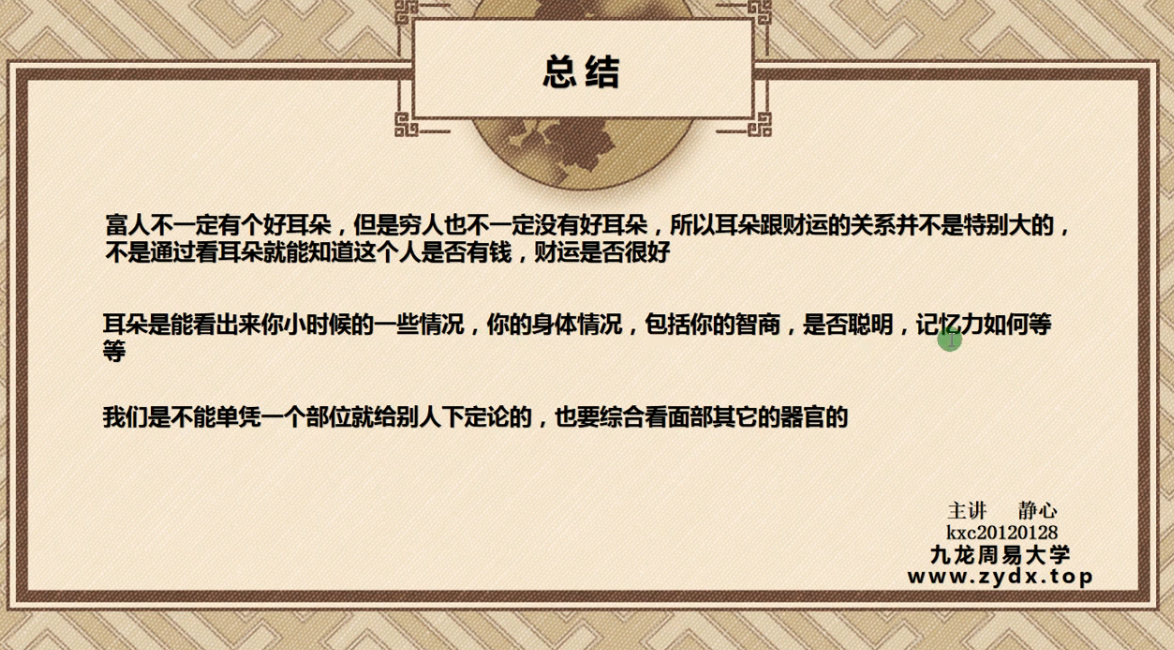 总结
富人不一定有个好耳朵，但是穷人也不一定没有好耳朵，所以耳朵跟财运的关系并不是特别大的，
不是通过看耳朵就能知道这个人是否有钱，财运是否很好
耳朵是能看出来你小时候的一些情况，你的身体情况，包括你的智商，是否聪明，记忆力如何等
等
我们是不能单凭一个部位就给别人下定论的，也要综合看面部其它的器官的
主讲 静心
kxc20120128
九龙周易大学
www.zydx.top